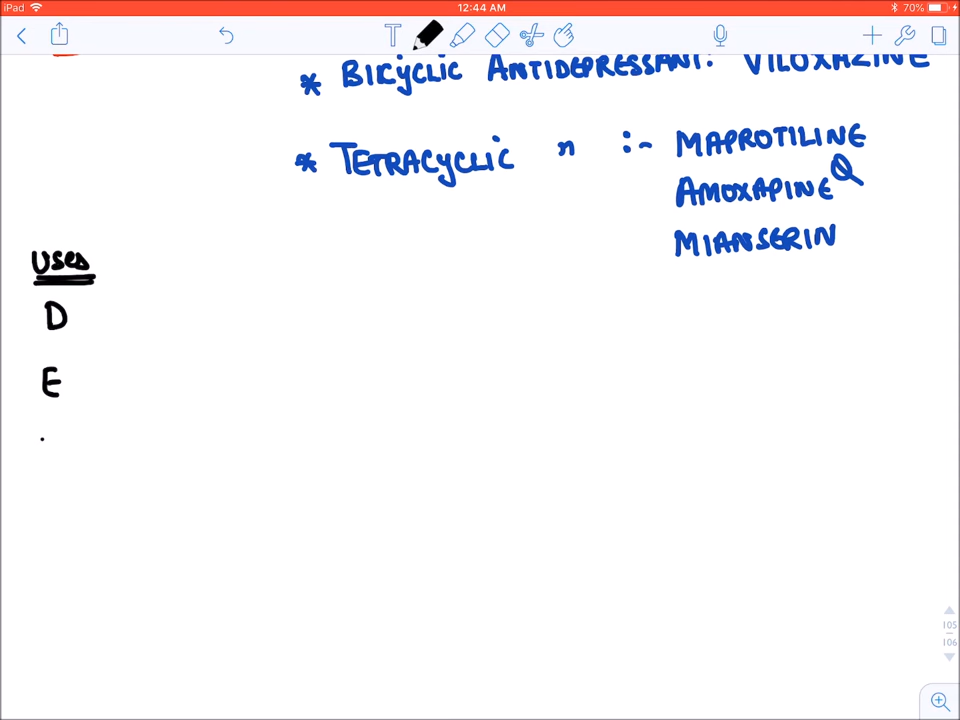 iPad 12:44 AM 70%
T
* BICYCLIC ANTIDEPRESSANT: VILOXAZINE
* TETRACYCLIC " :- MAPROTILINE
AMOXAPINE Q
MIANSERIN
USES
D
E
105
106